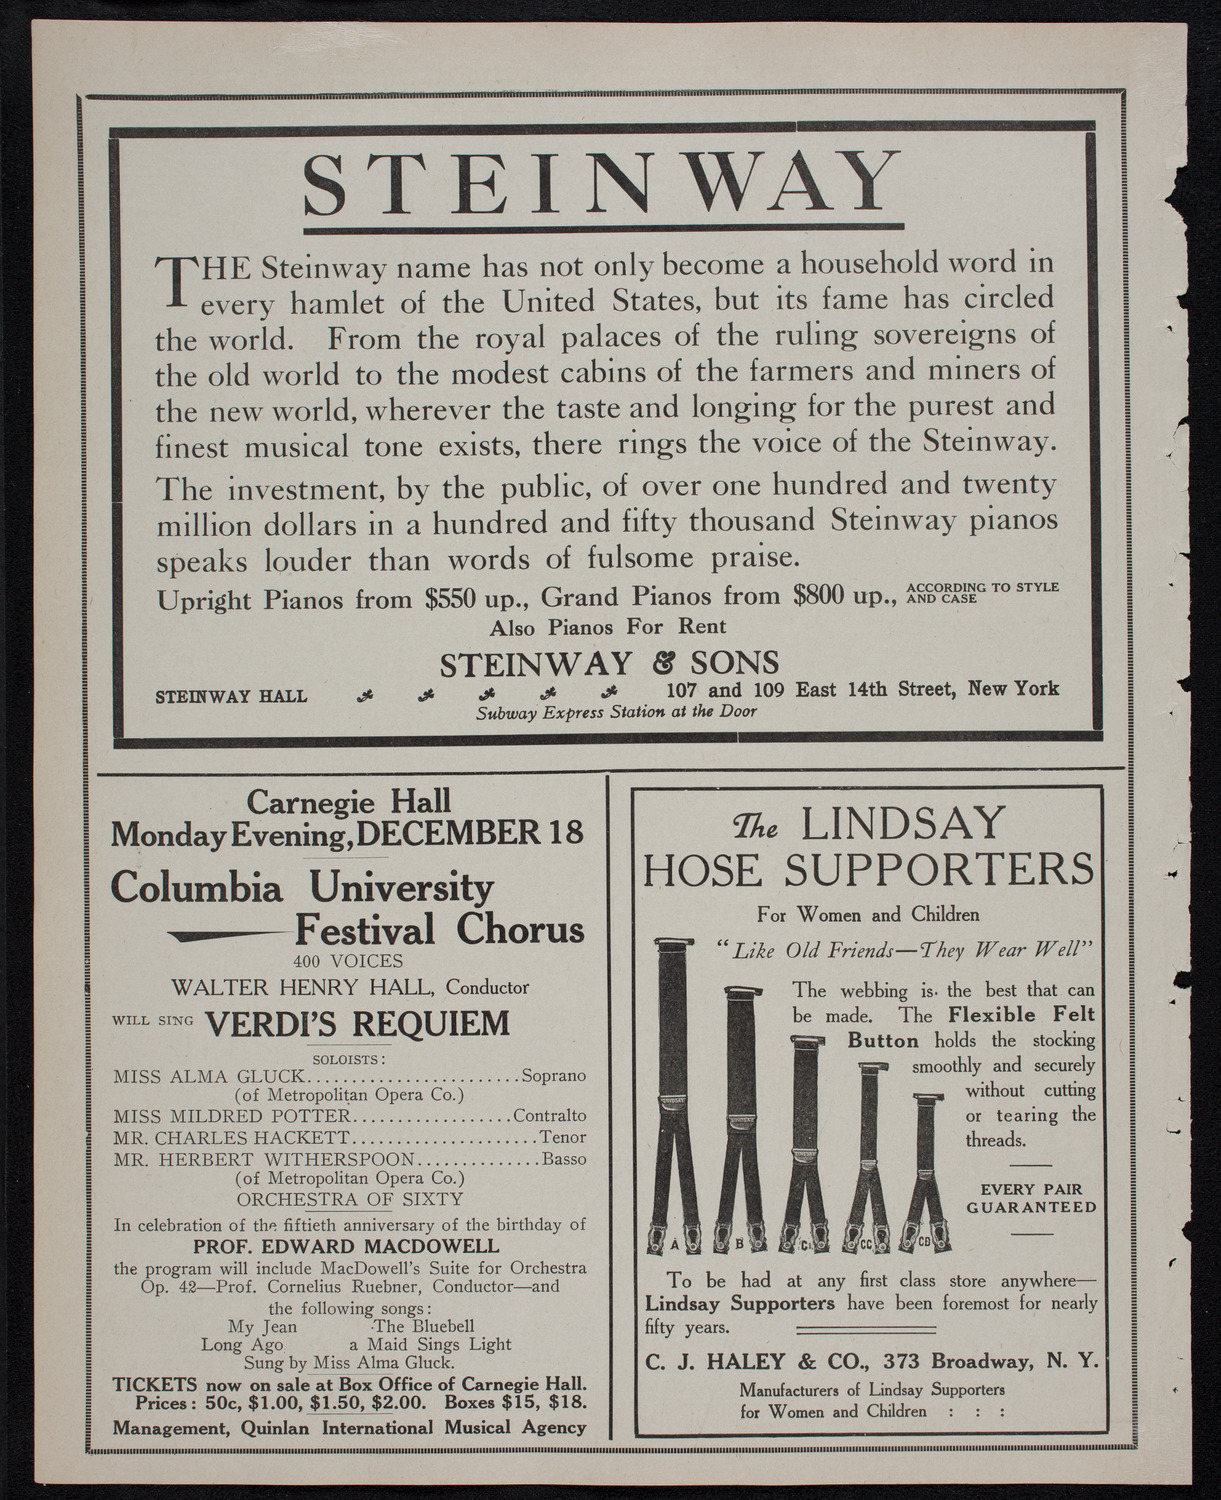 STEINWAY
THE Steinway name has not only become a household word in
every hamlet of the United States, but its fame has circled
the world. From the royal palaces of the ruling sovereigns of
the old world to the modest cabins of the farmers and miners of
the new world, wherever the taste and longing for the purest and
finest musical tone exists, there rings the voice of the Steinway.
The investment, by the public, of over one hundred and twenty
million dollars in a hundred and fifty thousand Steinway pianos
speaks louder than words of fulsome praise.
Upright Pianos from $550 up., Grand Pianos from $800 up., ACCORDING TO STYLE
AND CASE
Also Pianos For Rent
STEINWAY & SONS
STEINWAY HALL 107 and 109 East 14th Street, New York
Subway Express Station at the Door
Carnegie Hall
Monday Evening, DECEMBER 18
Columbia University
Festival Chorus
400 VOICES
WALTER HENRY HALL, Conductor
WILL SING VERDI'S REQUIEM
SOLOISTS:
MISS ALMA GLUCK........................Soprano
(of Metropolitan Opera Co.)
MISS MILDRED POTTER..................Contralto
MR. CHARLES HACKETT.....................Tenor
MR. HERBERT WITHERSPOON..............Basso
(of Metropolitan Opera Co.)
ORCHESTRA OF SIXTY
In celebration of the fiftieth anniversary of the birthday of
PROF. EDWARD MACDOWELL
the program will include MacDowell's Suite for Orchestra
Op. 42—Prof. Cornelius Ruebner, Conductor—and
the following songs:
My Jean The Bluebell
Long Ago a Maid Sings Light
Sung by Miss Alma Gluck.
TICKETS now on sale at Box Office of Carnegie Hall.
Prices: 50c, $1.00, $1.50, $2.00. Boxes $15, $18.
Management, Quinlan International Musical Agency
The LINDSAY
HOSE SUPPORTERS
For Women and Children
"Like Old Friends—They Wear Well"
The webbing is the best that can
be made. The Flexible Felt
Button holds the stocking
smoothly and securely
without cutting
or tearing the
threads.
EVERY PAIR
GUARANTEED
A B C CC CB
To be had at any first class store anywhere—
Lindsay Supporters have been foremost for nearly
fifty years.
C. J. HALEY & CO., 373 Broadway, N. Y.
Manufacturers of Lindsay Supporters
for Women and Children : : :